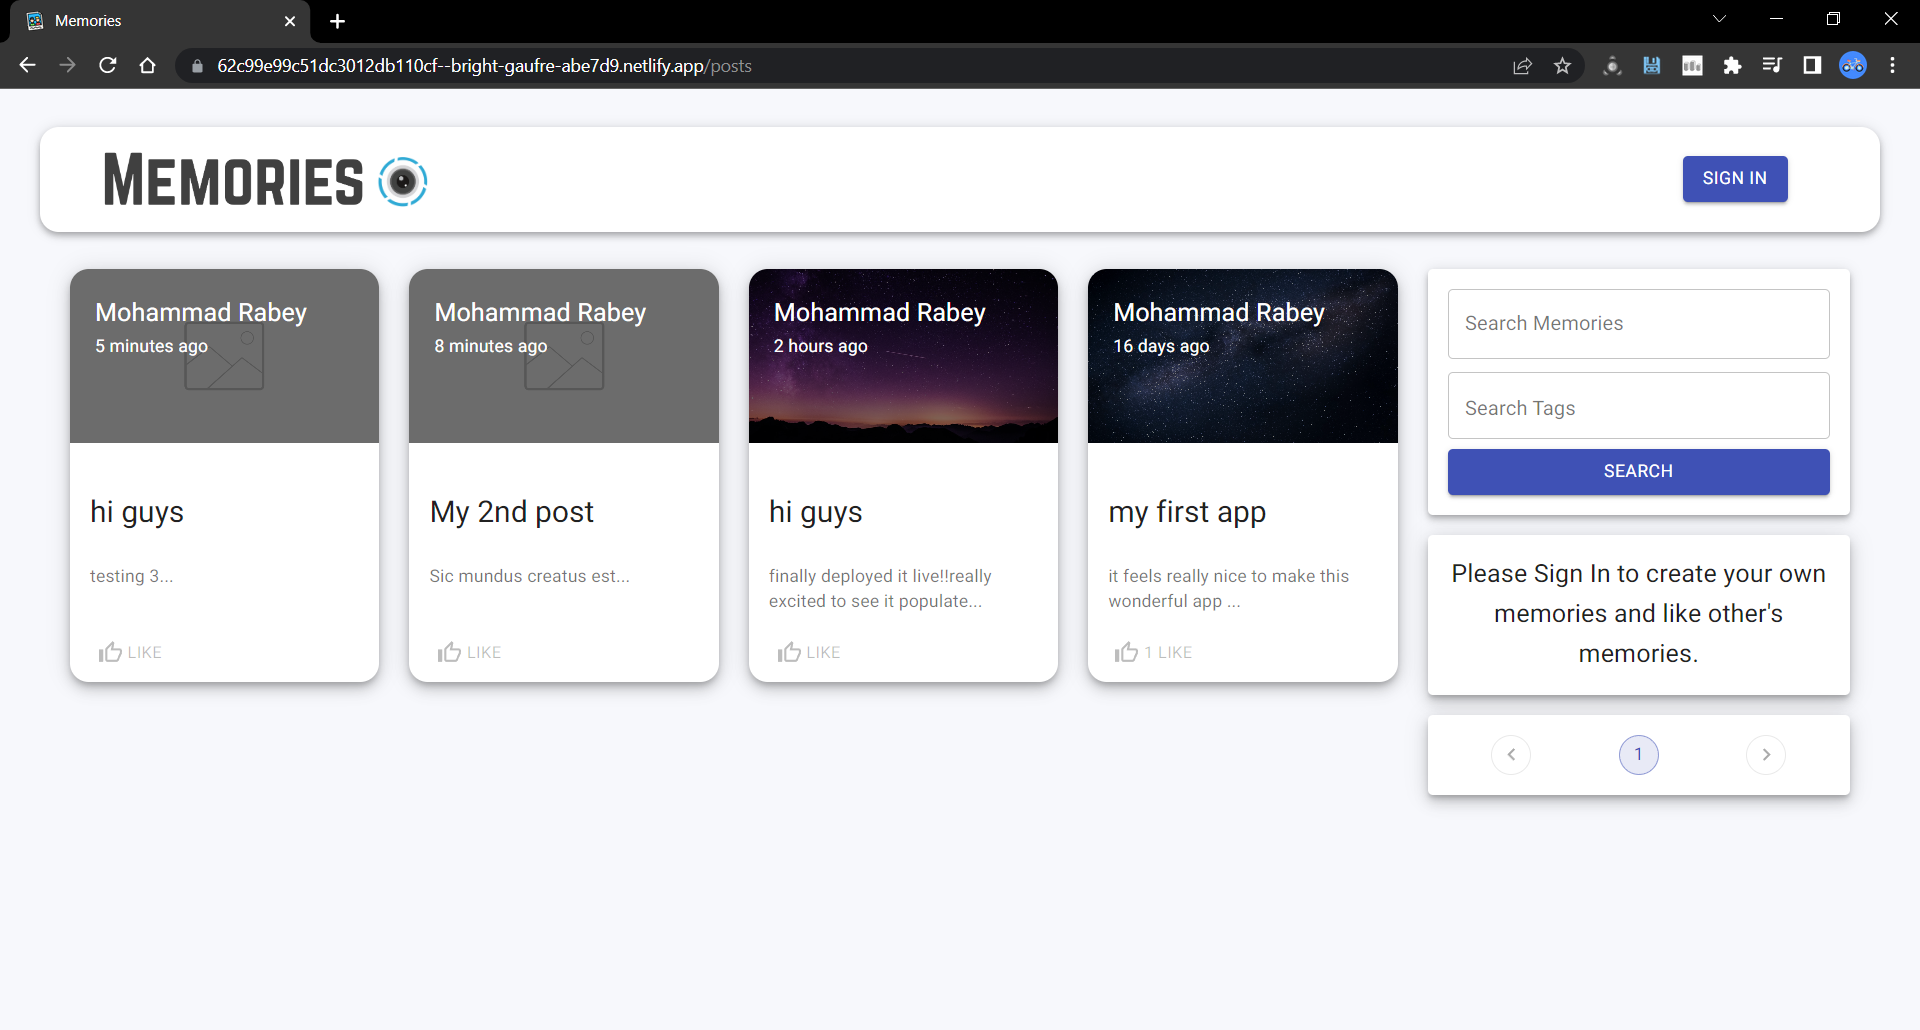 Memories
62c99e99c51dc3012db110cf--bright-gaufre-abe7d9.netlify.app/posts
MEMORIES
SIGN IN
Mohammad Rabey
5 minutes ago
hi guys
testing 3...
LIKE
Mohammad Rabey
8 minutes ago
My 2nd post
Sic mundus creatus est...
LIKE
Mohammad Rabey
2 hours ago
hi guys
finally deployed it live!!really
excited to see it populate...
LIKE
Mohammad Rabey
16 days ago
my first app
it feels really nice to make this
wonderful app ...
1 LIKE
Search Memories
Search Tags
SEARCH
Please Sign In to create your own
memories and like other's
memories.
1